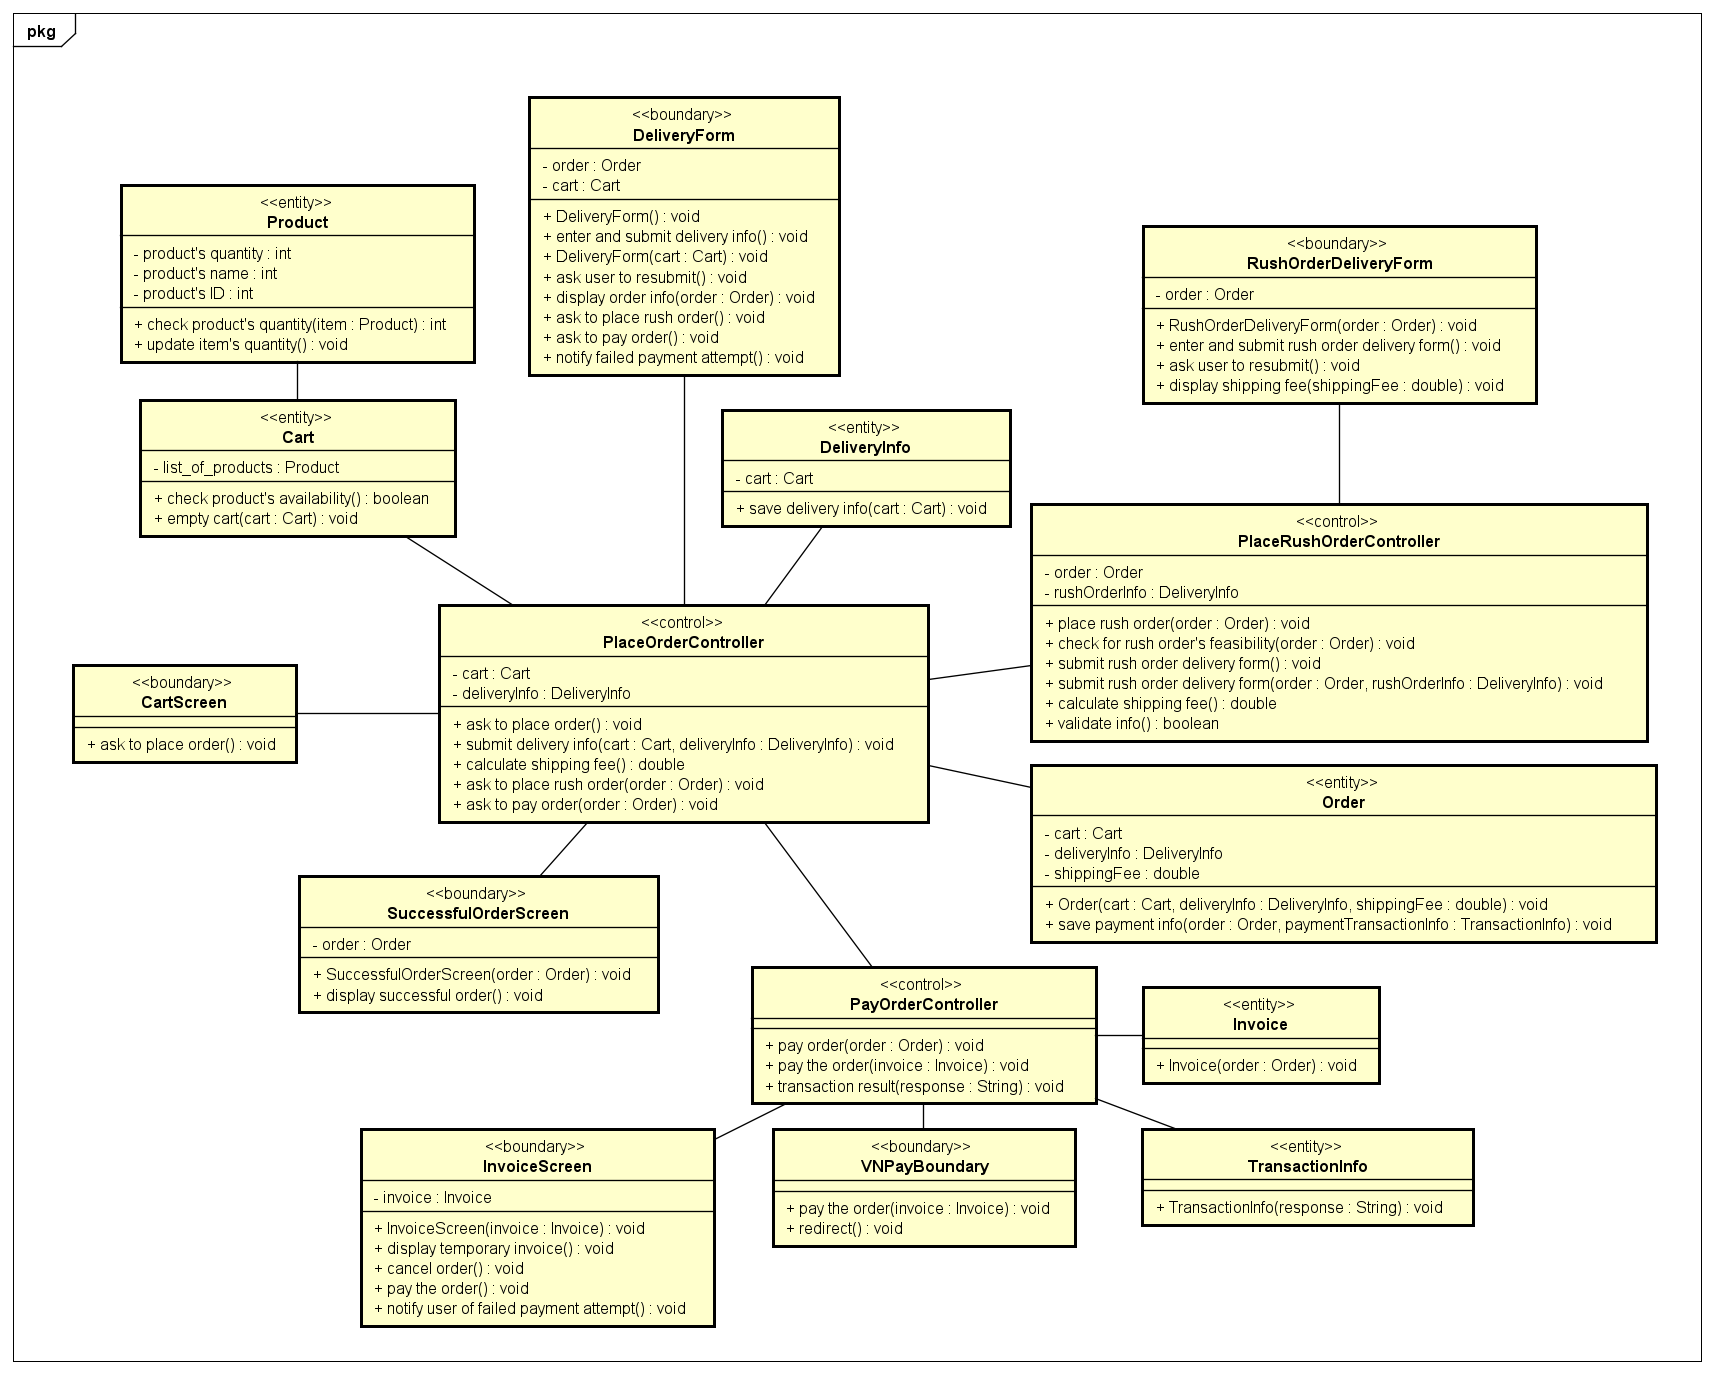 pkg
<<boundary>>
DeliveryForm
- order : Order
- cart : Cart
+ DeliveryForm() : void
+ enter and submit delivery info() : void
+ DeliveryForm(cart : Cart) : void
+ ask user to resubmit() : void
+ display order info(order : Order) : void
+ ask to place rush order() : void
+ ask to pay order() : void
+ notify failed payment attempt() : void
<<entity>>
Product
- product's quantity : int
- product's name : int
- product's ID : int
+ check product's quantity(item : Product) : int
+ update item's quantity() : void
<<boundary>>
RushOrderDeliveryForm
- order : Order
+ RushOrderDeliveryForm(order : Order) : void
+ enter and submit rush order delivery form() : void
+ ask user to resubmit() : void
+ display shipping fee(shippingFee : double) : void
<<entity>>
Cart
- list_of_products : Product
+ check product's availability() : boolean
+ empty cart(cart : Cart) : void
<<entity>>
DeliveryInfo
- cart : Cart
+ save delivery info(cart : Cart) : void
<<control>>
PlaceRushOrderController
- order : Order
- rushOrderInfo : DeliveryInfo
+ place rush order(order : Order) : void
+ check for rush order's feasibility(order : Order) : void
+ submit rush order delivery form() : void
+ submit rush order delivery form(order : Order, rushOrderInfo : DeliveryInfo) : void
+ calculate shipping fee() : double
+ validate info() : boolean
<<control>>
PlaceOrderController
- cart : Cart
- deliveryInfo : DeliveryInfo
+ ask to place order() : void
+ submit delivery info(cart : Cart, deliveryInfo : DeliveryInfo) : void
+ calculate shipping fee() : double
+ ask to place rush order(order : Order) : void
+ ask to pay order(order : Order) : void
<<boundary>>
CartScreen
+ ask to place order() : void
<<entity>>
Order
- cart : Cart
- deliveryInfo : DeliveryInfo
- shippingFee : double
+ Order(cart : Cart, deliveryInfo : DeliveryInfo, shippingFee : double) : void
+ save payment info(order : Order, paymentTransactionInfo : TransactionInfo) : void
<<boundary>>
SuccessfulOrderScreen
- order : Order
+ SuccessfulOrderScreen(order : Order) : void
+ display successful order() : void
<<control>>
PayOrderController
+ pay order(order : Order) : void
+ pay the order(invoice : Invoice) : void
+ transaction result(response : String) : void
<<entity>>
Invoice
+ Invoice(order : Order) : void
<<boundary>>
InvoiceScreen
- invoice : Invoice
+ InvoiceScreen(invoice : Invoice) : void
+ display temporary invoice() : void
+ cancel order() : void
+ pay the order() : void
+ notify user of failed payment attempt() : void
<<boundary>>
VNPayBoundary
+ pay the order(invoice : Invoice) : void
+ redirect() : void
<<entity>>
TransactionInfo
+ TransactionInfo(response : String) : void